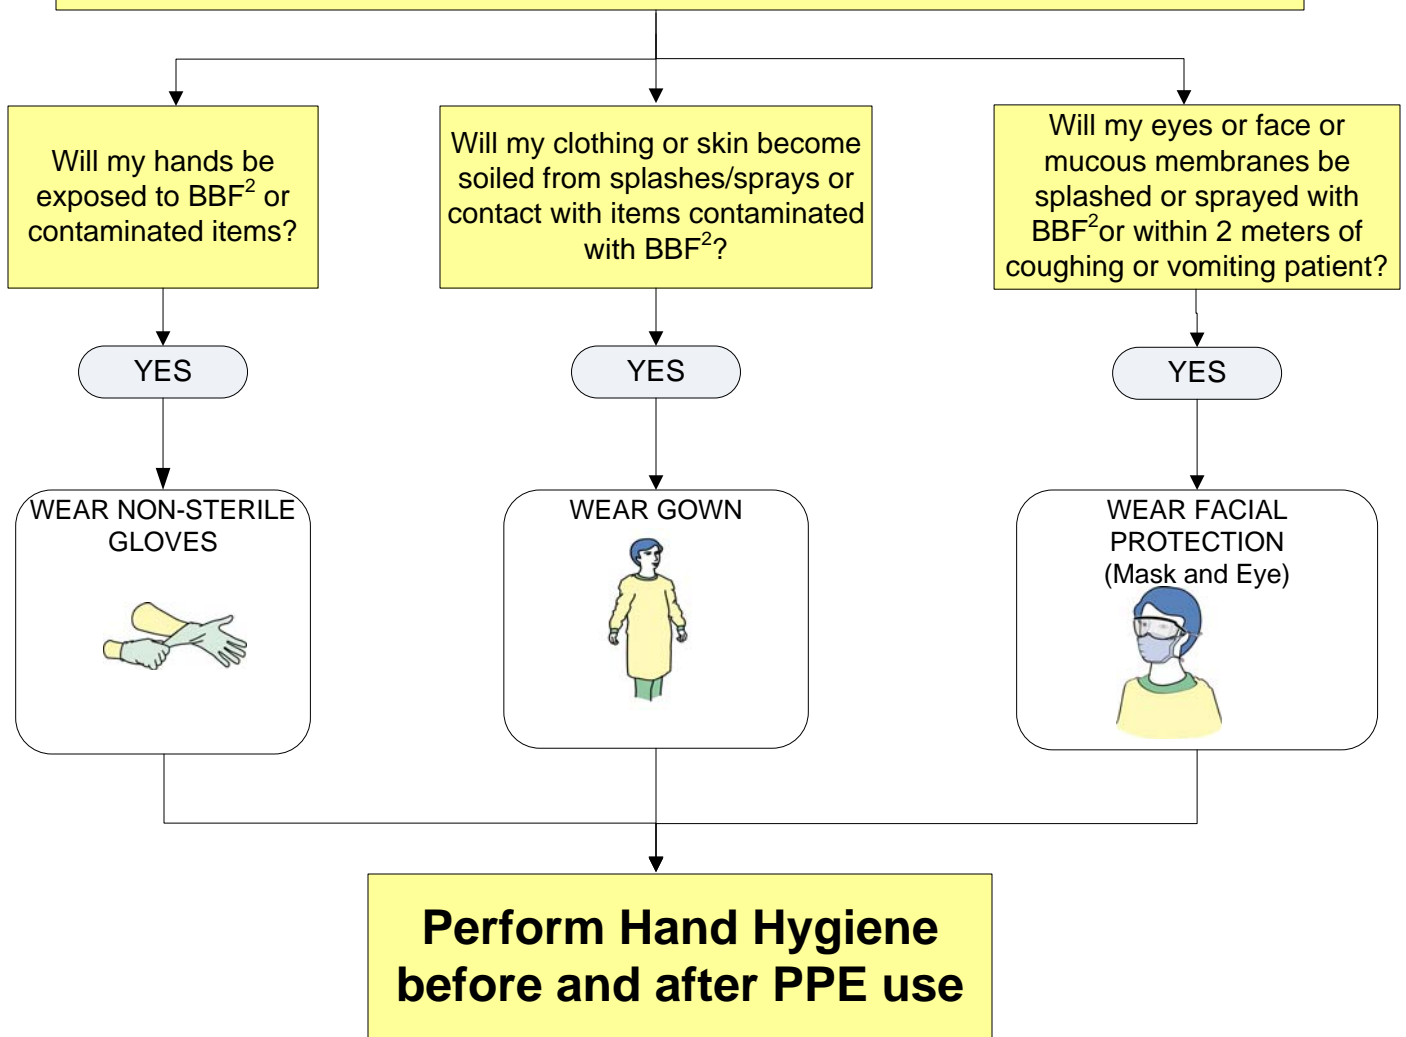 Will my hands be
exposed to BBF² or
contaminated items?
Will my clothing or skin become
soiled from splashes/sprays or
contact with items contaminated
with BBF²?
Will my eyes or face or
mucous membranes be
splashed or sprayed with
BBF²or within 2 meters of
coughing or vomiting patient?
YES
YES
YES
WEAR NON-STERILE
GLOVES
WEAR GOWN
WEAR FACIAL
PROTECTION
(Mask and Eye)
Perform Hand Hygiene
before and after PPE use